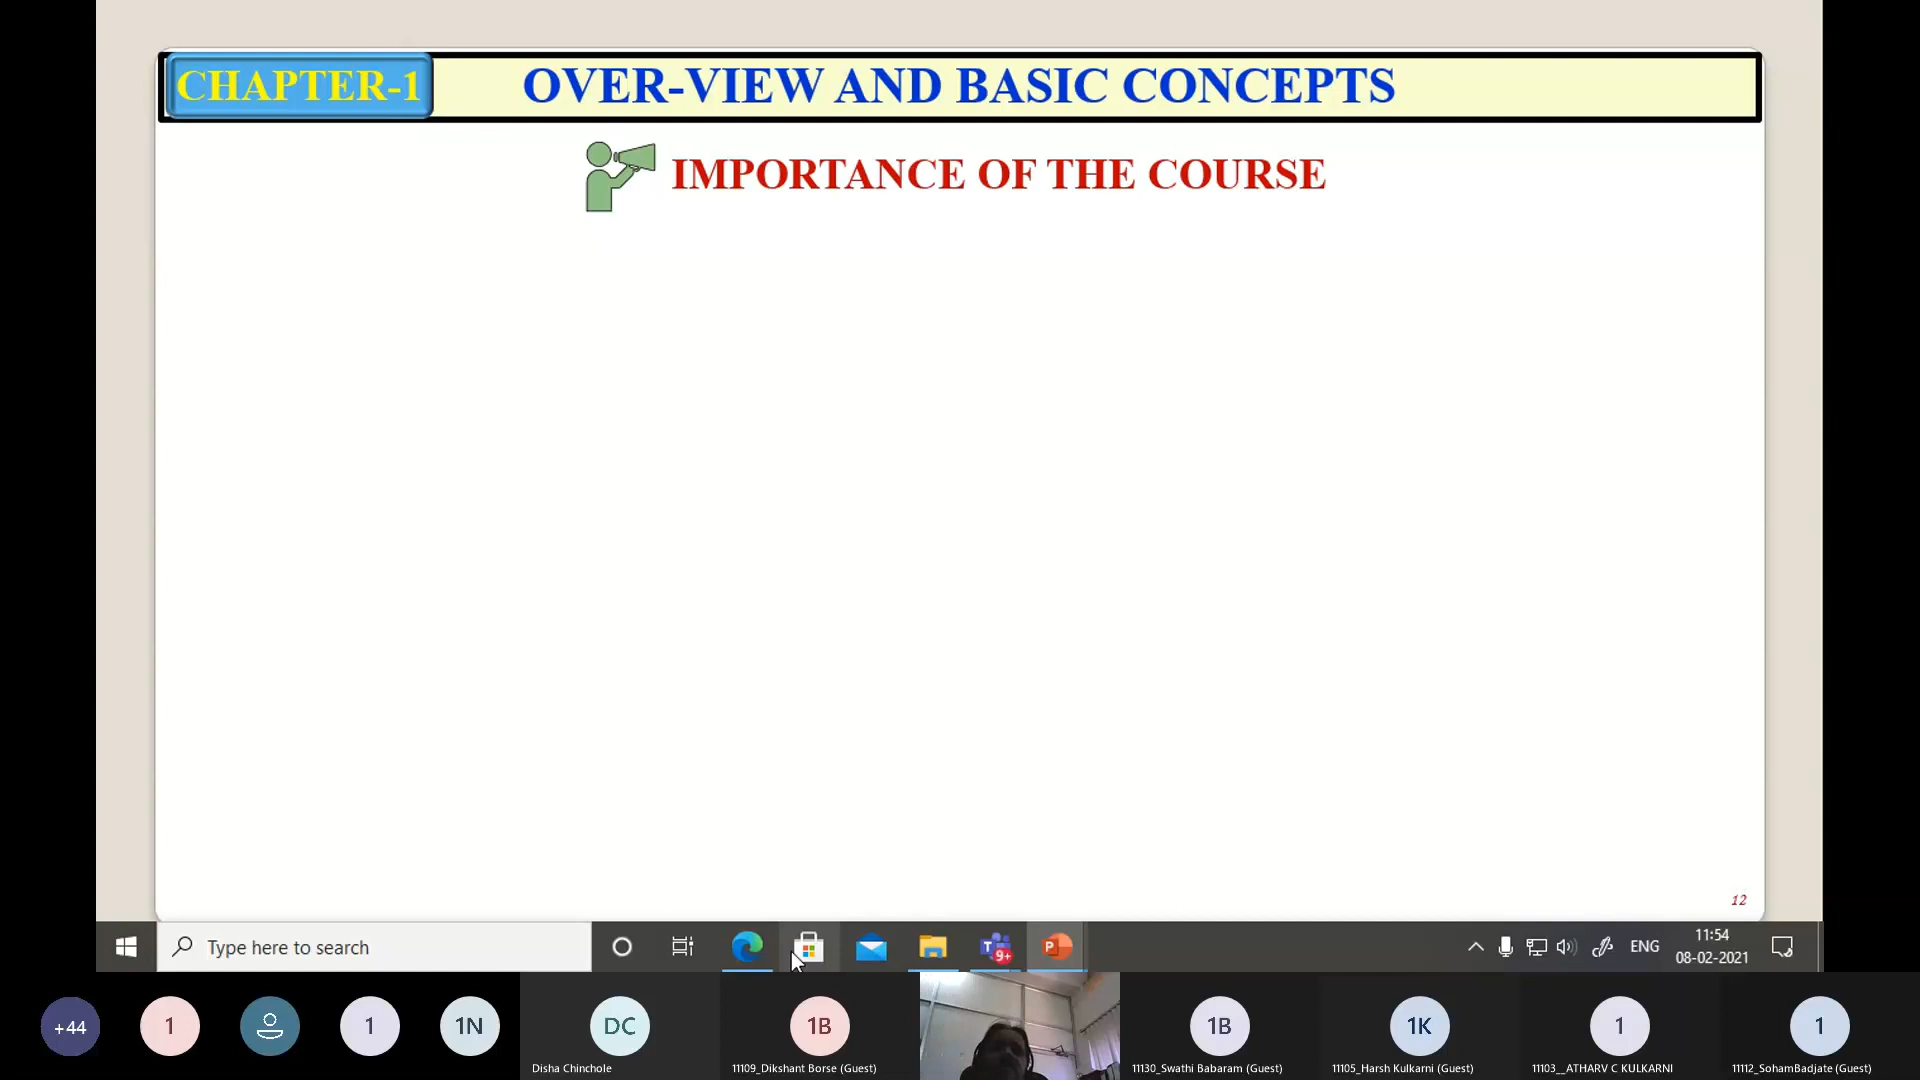 CHAPTER-1
OVER-VIEW AND BASIC CONCEPTS
IMPORTANCE OF THE COURSE
12
Type here to search
9+
ENG
11:54
08-02-2021
+44
1
1
1N
DC
1B
1B
1K
1
1
Disha Chinchole
11109_Dikshant Borse (Guest)
11130_Swathi Babaram (Guest)
11105_Harsh Kulkarni (Guest)
11103__ATHARV C KULKARNI
11112_SohamBadjate (Guest)